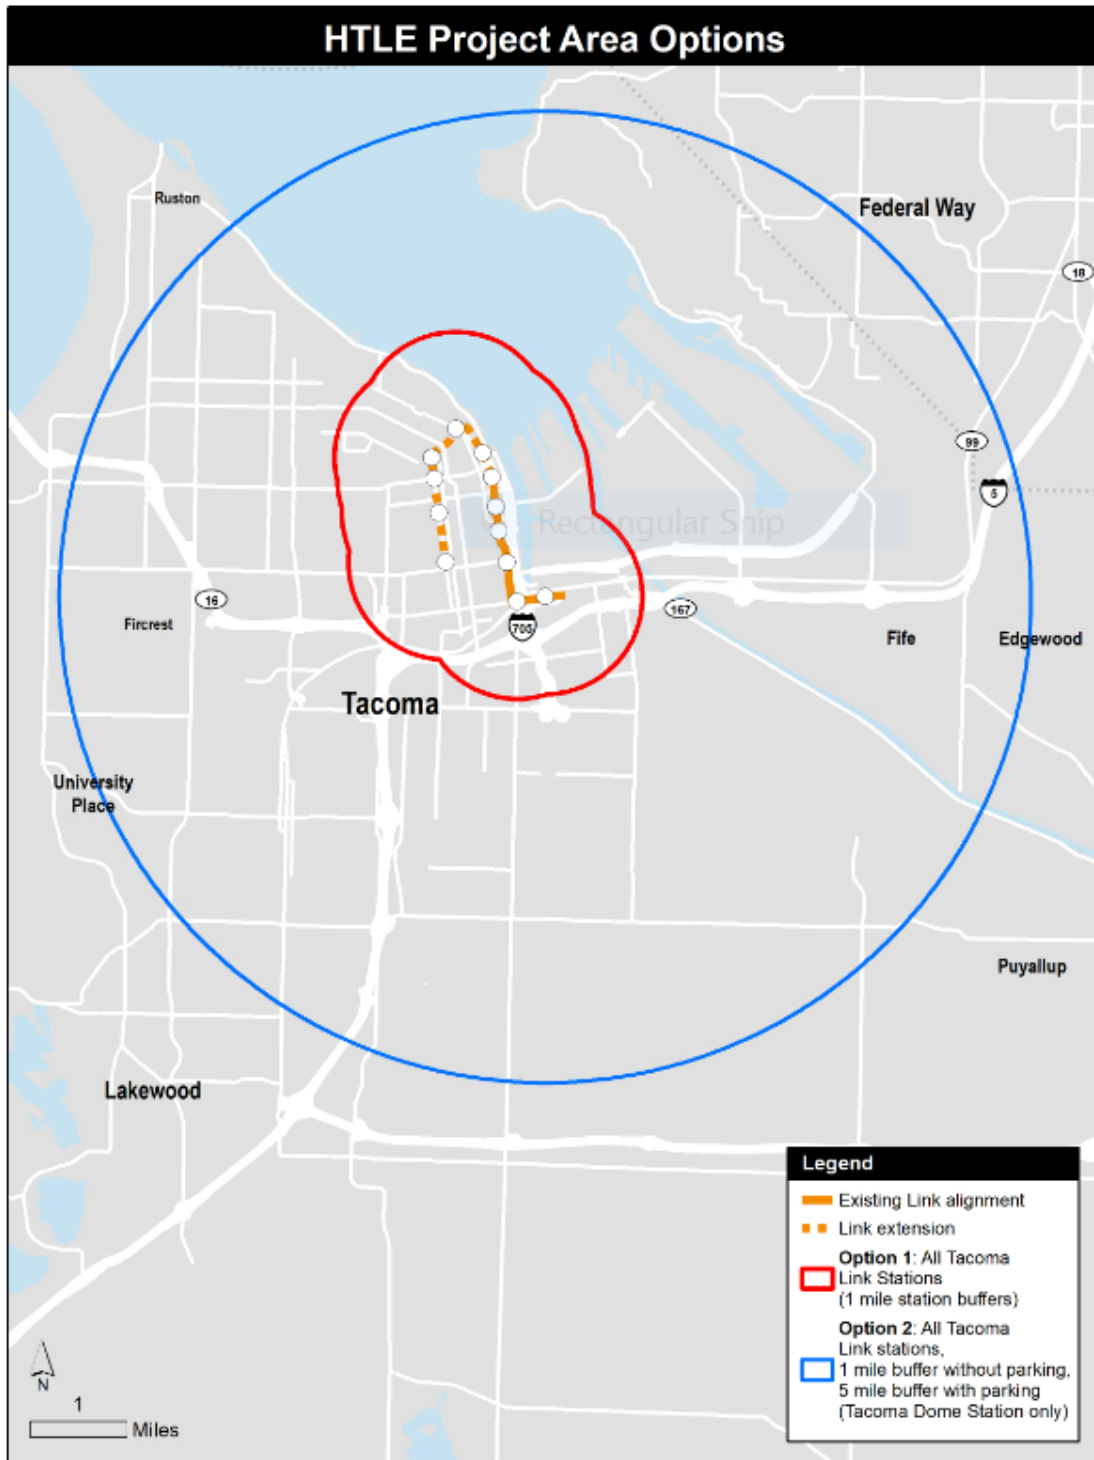 HTLE Project Area Options
Ruston
Federal Way
18
99
5
Rectangular Snip
16
167
Fircrest
705
Fife
Edgewood
Tacoma
University
Place
Puyallup
Lakewood
Legend
Existing Link alignment
Link extension
Option 1: All Tacoma
Link Stations
(1 mile station buffers)
Option 2: All Tacoma
Link stations,
1 mile buffer without parking,
5 mile buffer with parking
(Tacoma Dome Station only)
N
1
Miles